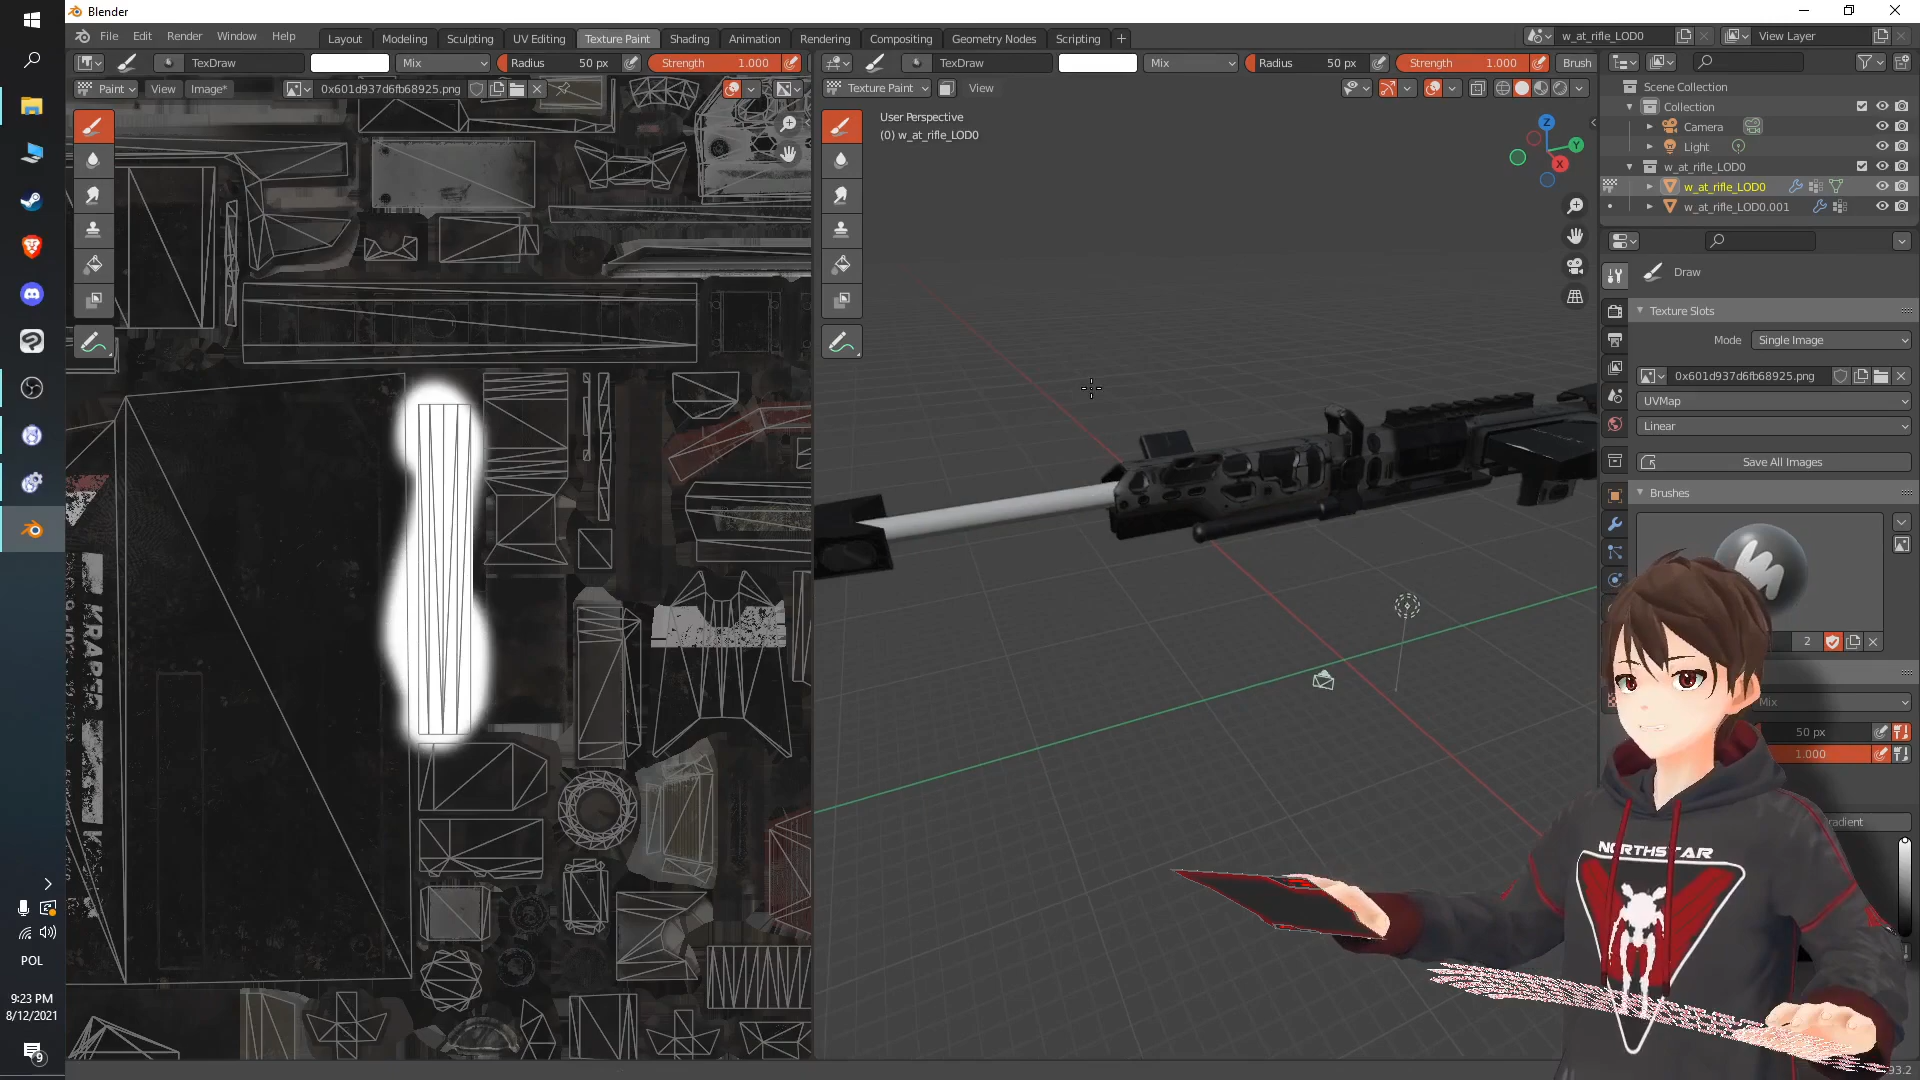 Blender
File Edit Render Window Help
Layout Modeling Sculpting UV Editing Texture Paint Shading Animation Rendering Compositing Geometry Nodes Scripting
w_at_rifle_LOD0
View Layer
TexDraw Mix Radius 50 px Strength 1.000
TexDraw Mix Radius 50 px Strength 1.000 Brush
Paint View Image* 0x601d937d6fb68925.png
Texture Paint View
User Perspective
(0) w_at_rifle_LOD0
Z
Y
X
Scene Collection
Collection
Camera
Light
w_at_rifle_LOD0
w_at_rifle_LOD0
w_at_rifle_LOD0.001
Draw
Texture Slots
Mode Single Image
0x601d937d6fb68925.png
UVMap
Linear
Save All Images
Brushes
2
Mix
50 px
1.000
NORTHSTAR
KRABER
POL
9:23 PM
8/12/2021
9
93.2